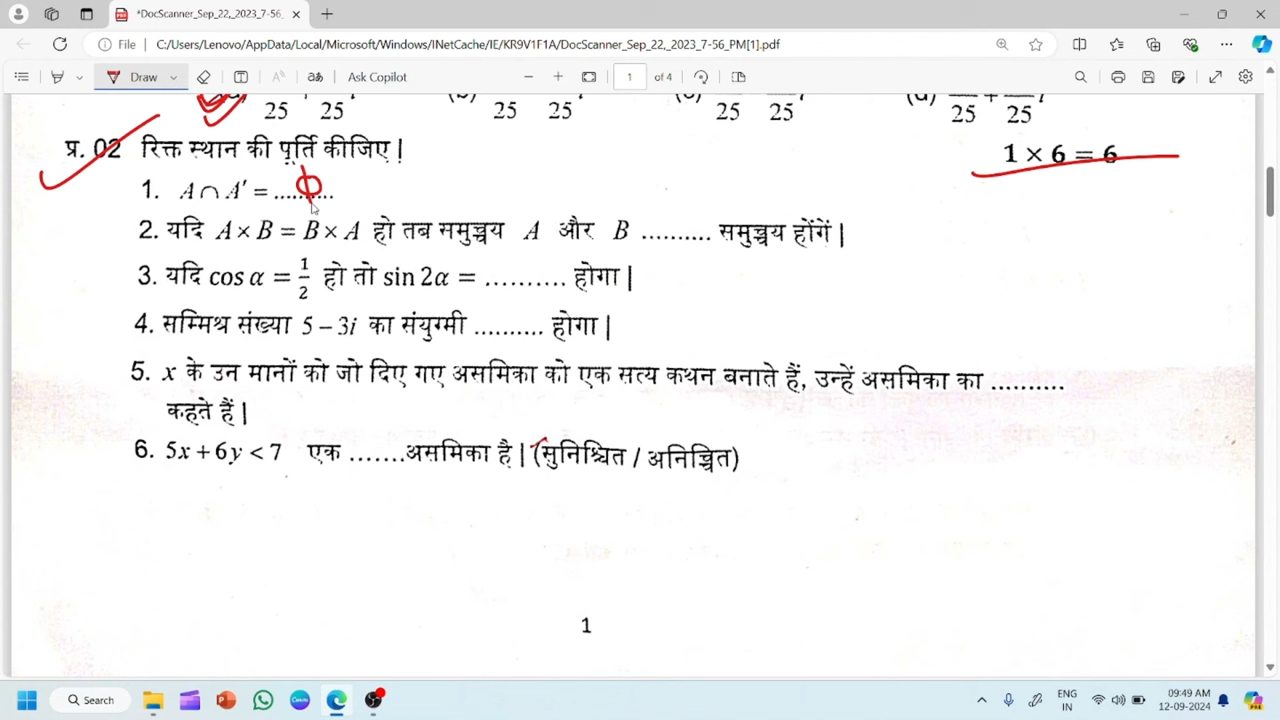 *DocScanner_Sep_22,_2023_7-56_
File C:/Users/Lenovo/AppData/Local/Microsoft/Windows/INetCache/IE/KR9V1F1A/DocScanner_Sep_22,_2023_7-56_PM[1].pdf
Draw Ask Copilot 1 of 4
25 25 (b) 25 25 (c) 25 25 (d) 25 + 25
प्र. 02 रिक्त स्थान की पूर्ति कीजिए | 1 × 6 = 6
1. A ∩ A′ = ......... ϕ
2. यदि A × B = B × A हो तब समुच्चय A और B .......... समुच्चय होंगें |
3. यदि cos α = 1/2 हो तो sin 2α = .......... होगा |
4. सम्मिश्र संख्या 5 – 3i का संयुग्मी .......... होगा |
5. x के उन मानों को जो दिए गए असमिका को एक सत्य कथन बनाते हैं, उन्हें असमिका का ..........
कहते हैं |
6. 5x + 6y < 7 एक .......असमिका है | (सुनिश्चित / अनिश्चित)
1
Search ENG IN 09:49 AM 12-09-2024